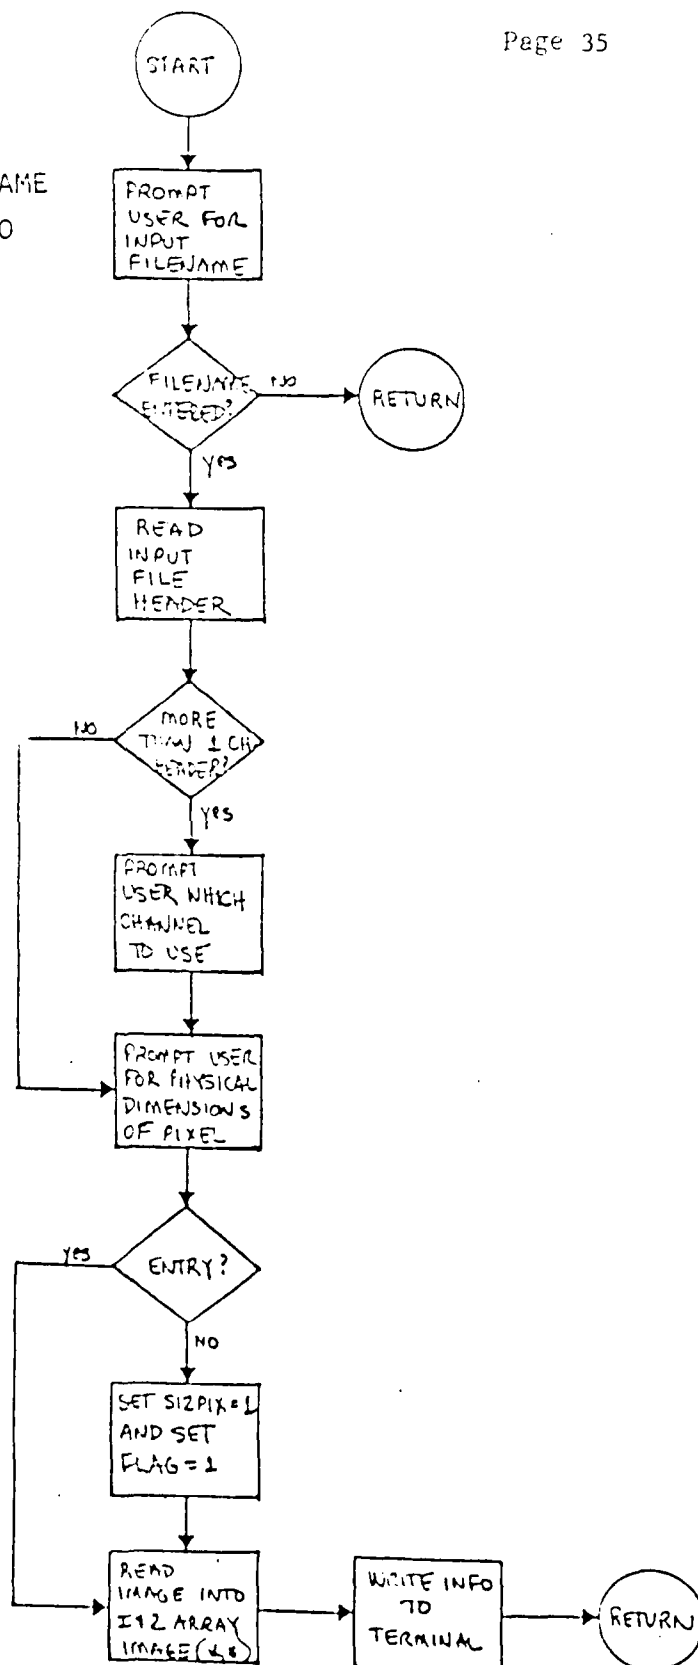 Page 35
START
AME
O
PROMPT
USER FOR
INPUT
FILENAME
FILENAME
ENTERED?
NO
RETURN
Yes
READ
INPUT
FILE
HEADER
MORE
THAN 1 CH
HEADER?
NO
Yes
PROMPT
USER WHICH
CHANNEL
TO USE
PROMPT USER
FOR PHYSICAL
DIMENSIONS
OF PIXEL
ENTRY?
Yes
NO
SET SIZPIX=1
AND SET
FLAG=1
READ
IMAGE INTO
I*2 ARRAY
IMAGE(*,*)
WRITE INFO
TO
TERMINAL
RETURN